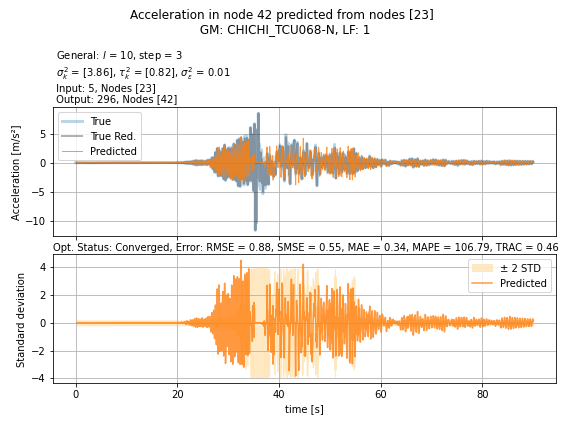 Acceleration in node 42 predicted from nodes [23]
GM: CHICHI_TCU068-N, LF: 1
General: l = 10, step = 3
σ²ₖ = [3.86], τ²ₖ = [0.82], σ²ε = 0.01
Input: 5, Nodes [23]
Output: 296, Nodes [42]
True
True Red.
Predicted
Acceleration [m/s²]
5
0
−5
−10
Opt. Status: Converged, Error: RMSE = 0.88, SMSE = 0.55, MAE = 0.34, MAPE = 106.79, TRAC = 0.46
± 2 STD
Predicted
Standard deviation
4
2
0
−2
−4
0 20 40 60 80
time [s]